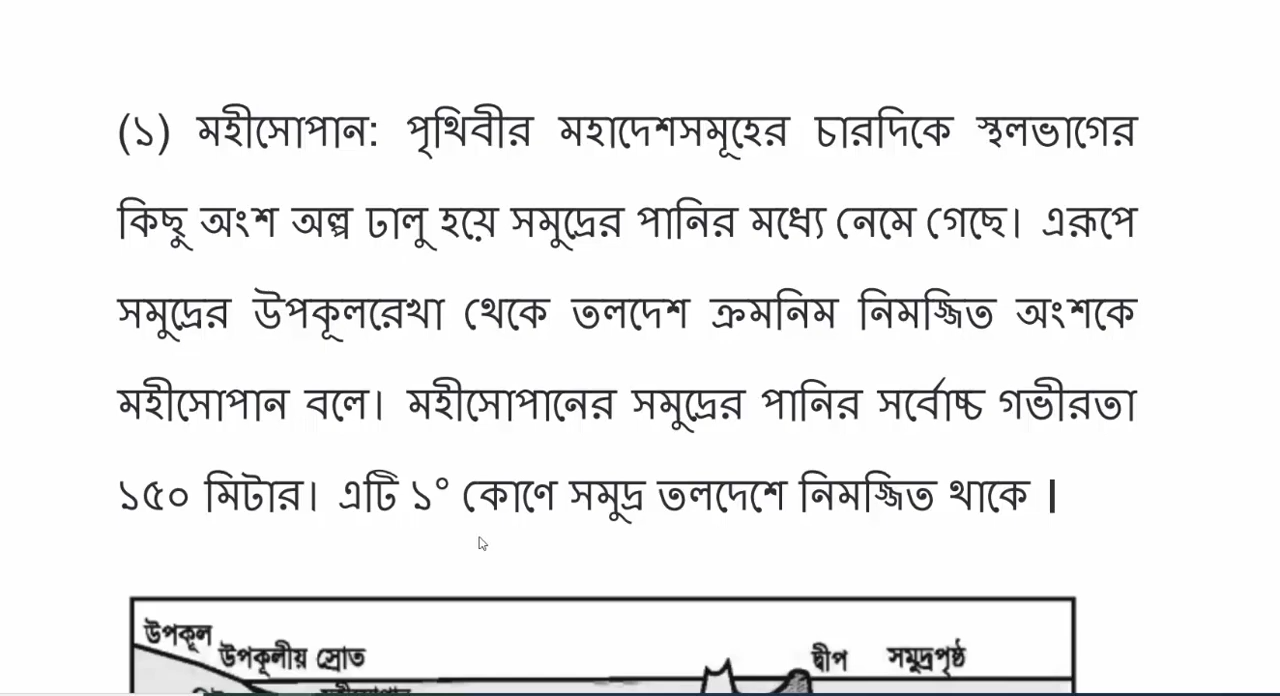 (১) মহীসোপান: পৃথিবীর মহাদেশসমূহের চারদিকে স্থলভাগের
কিছু অংশ অল্প ঢালু হয়ে সমুদ্রের পানির মধ্যে নেমে গেছে। এরূপে
সমুদ্রের উপকূলরেখা থেকে তলদেশ ক্রমনিম নিমজ্জিত অংশকে
মহীসোপান বলে। মহীসোপানের সমুদ্রের পানির সর্বোচ্চ গভীরতা
১৫০ মিটার। এটি ১° কোণে সমুদ্র তলদেশে নিমজ্জিত থাকে ।
উপকূল
উপকূলীয় স্রোত
দ্বীপ সমুদ্রপৃষ্ঠ